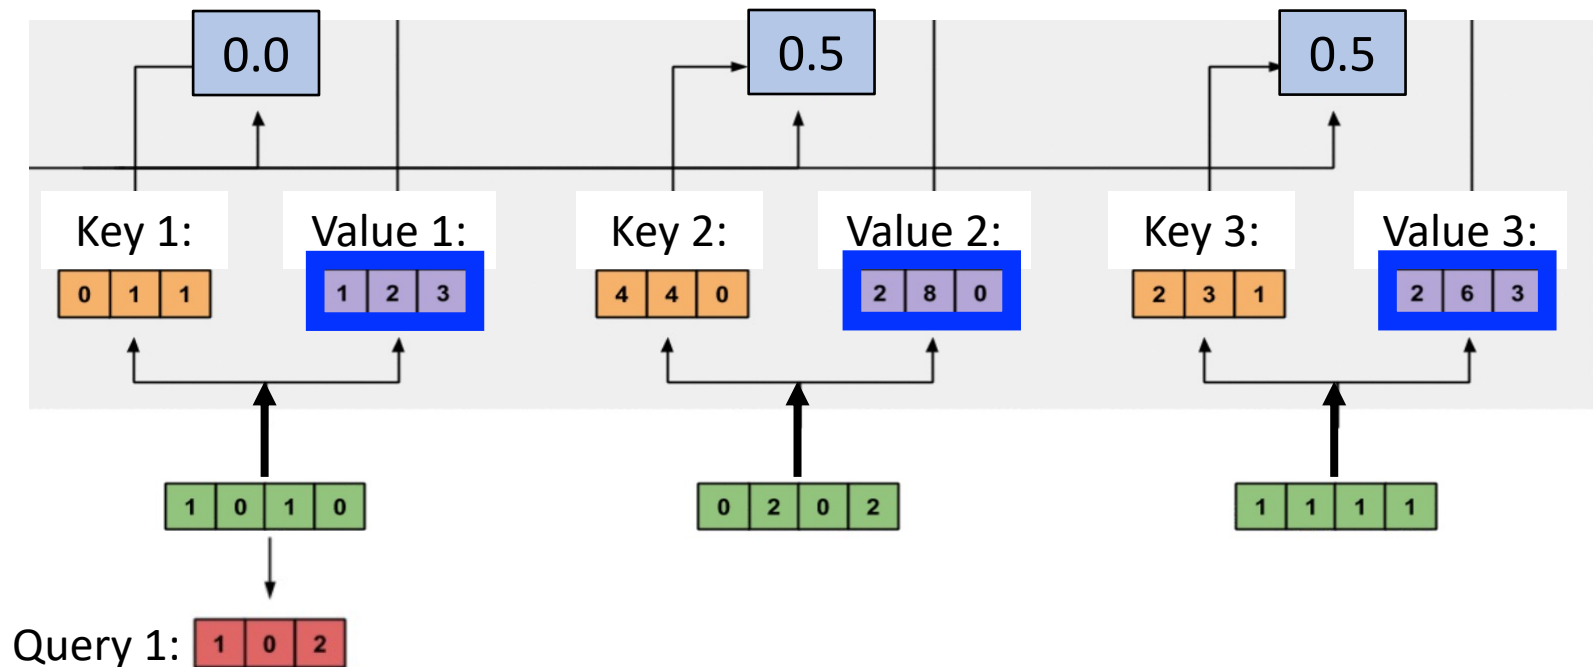 0.0 0.5 0.5
Key 1: Value 1: Key 2: Value 2: Key 3: Value 3:
0 1 1 1 2 3 4 4 0 2 8 0 2 3 1 2 6 3
1 0 1 0 0 2 0 2 1 1 1 1
Query 1: 1 0 2